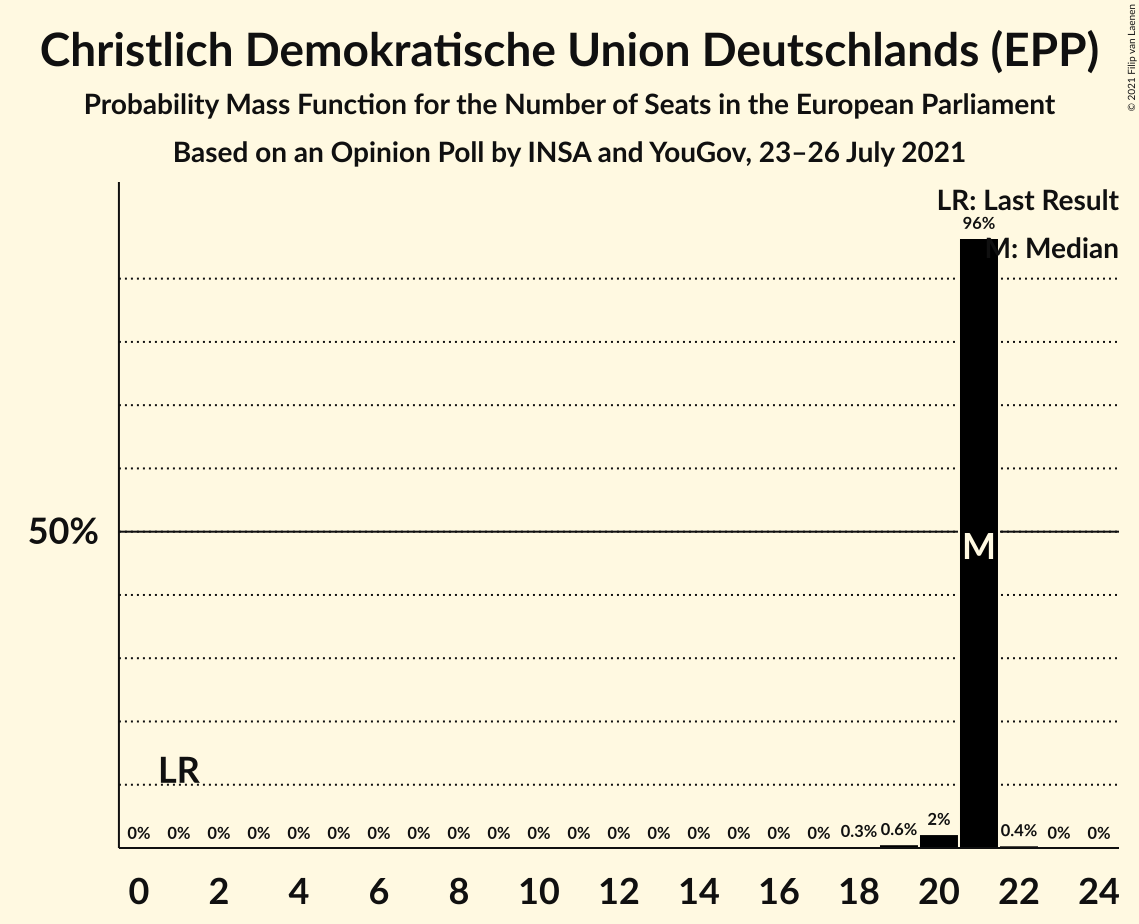 Christlich Demokratische Union Deutschlands (EPP)
Probability Mass Function for the Number of Seats in the European Parliament
Based on an Opinion Poll by INSA and YouGov, 23–26 July 2021
© 2021 Filip van Laenen
LR: Last Result
96%
M: Median
50%
M
LR
0% 0% 0% 0% 0% 0% 0% 0% 0% 0% 0% 0% 0% 0% 0% 0% 0% 0% 0.3% 0.6% 2% 0.4% 0% 0%
0 2 4 6 8 10 12 14 16 18 20 22 24